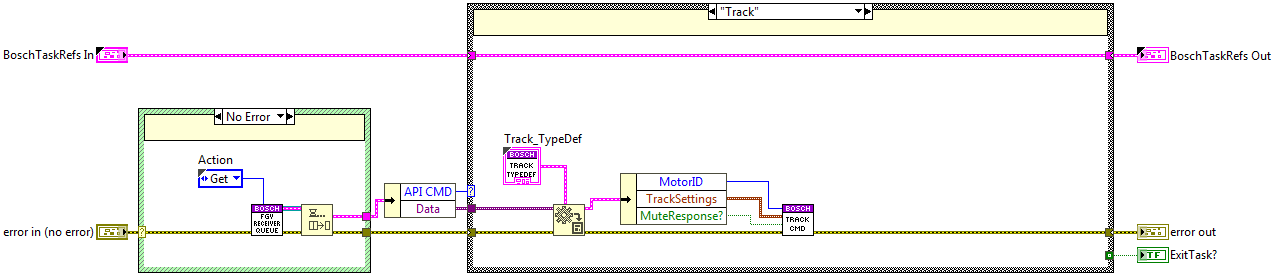 "Track"
BoschTaskRefs In
BoschTaskRefs Out
No Error
Track_TypeDef
BOSCH
TRACK
TYPEDEF
Action
Get
API CMD
Data
MotorID
TrackSettings
MuteResponse?
BOSCH
FGV
RECEIVER
QUEUE
BOSCH
TRACK
CMD
error in (no error)
?
?
error out
TF
ExitTask?